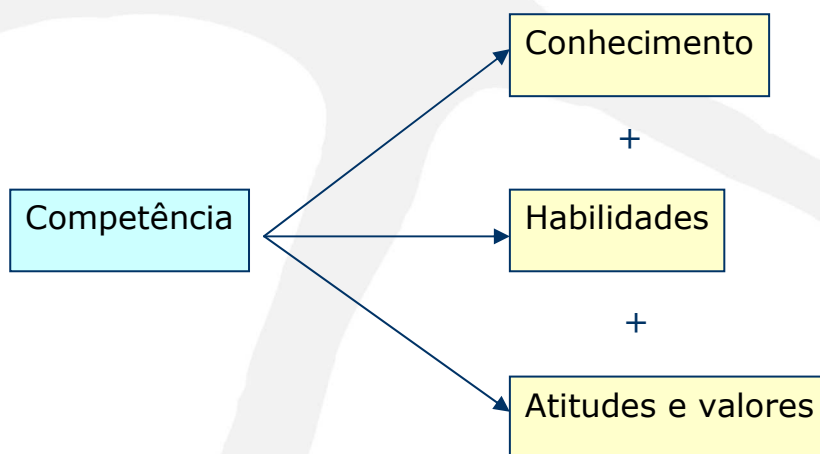 Conhecimento
+
Competência
Habilidades
+
Atitudes e valores